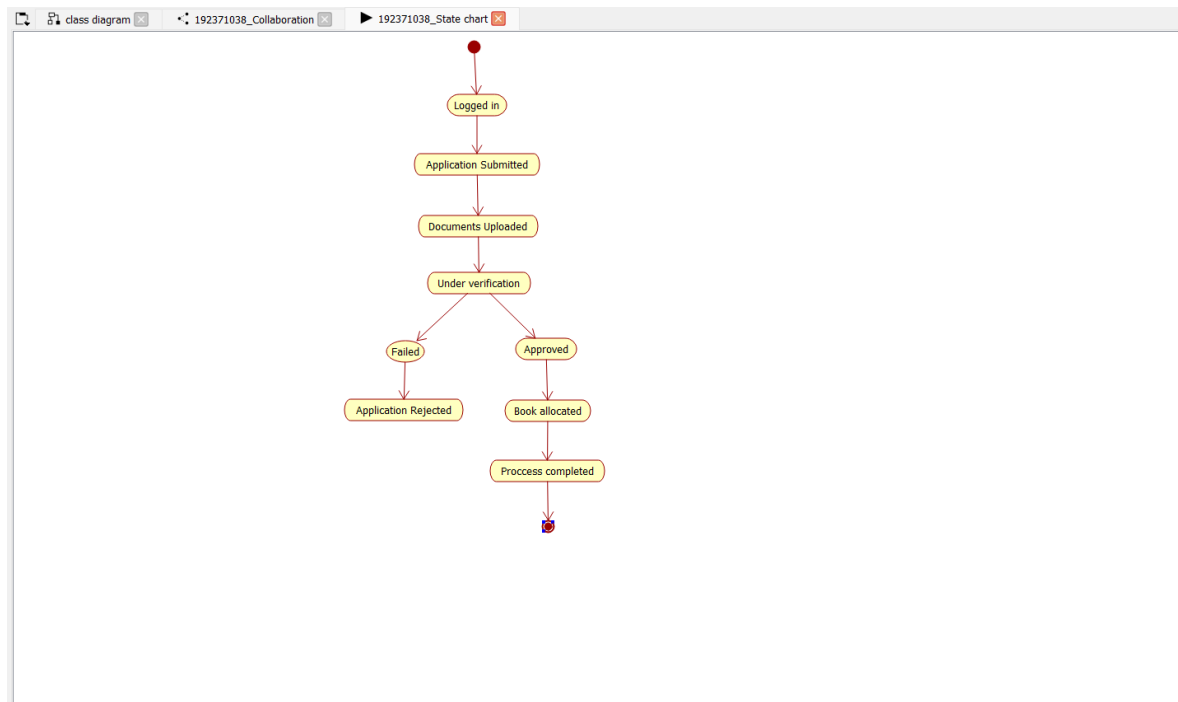 class diagram
192371038_Collaboration
192371038_State chart
Logged in
Application Submitted
Documents Uploaded
Under verification
Failed
Approved
Application Rejected
Book allocated
Proccess completed